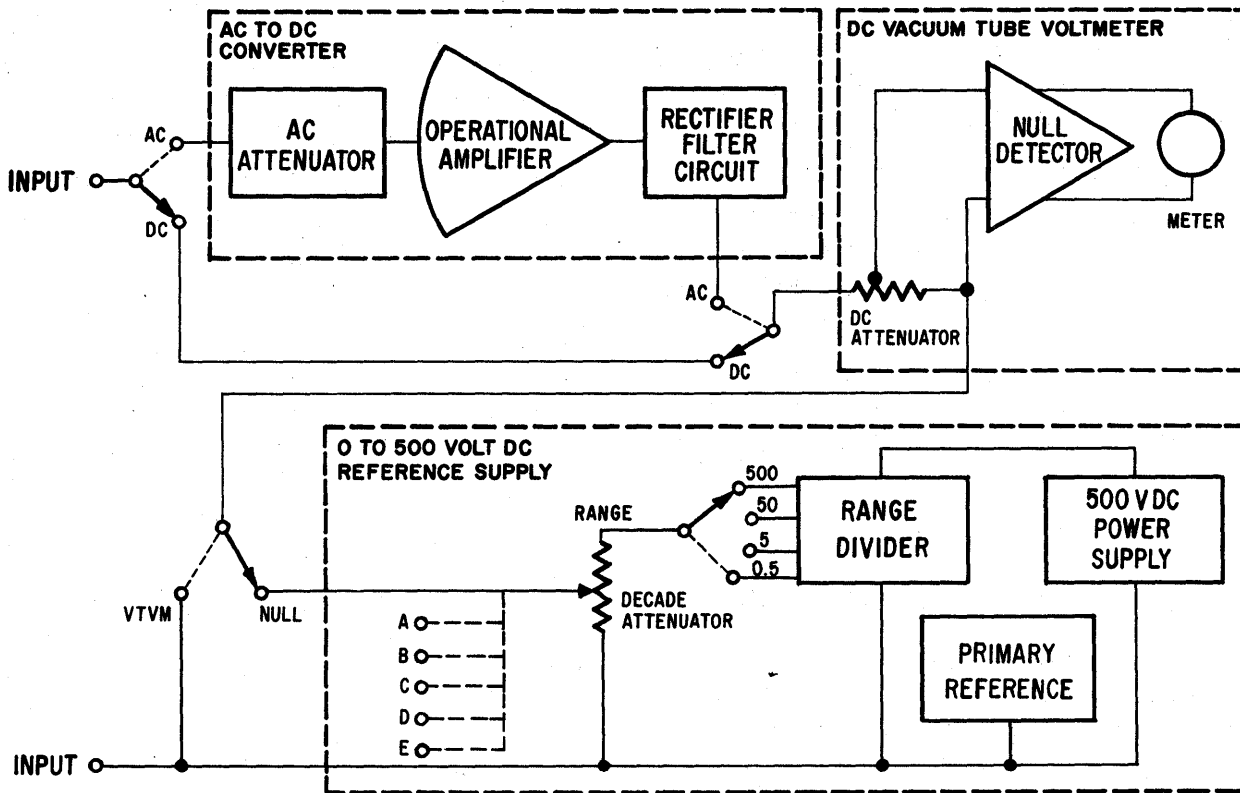 AC TO DC
CONVERTER
DC VACUUM TUBE VOLTMETER
AC
ATTENUATOR
OPERATIONAL
AMPLIFIER
RECTIFIER
FILTER
CIRCUIT
NULL
DETECTOR
METER
AC
INPUT
DC
AC
DC
DC
ATTENUATOR
0 TO 500 VOLT DC
REFERENCE SUPPLY
RANGE
500
50
5
0.5
RANGE
DIVIDER
500 VDC
POWER
SUPPLY
VTVM
NULL
DECADE
ATTENUATOR
A
B
C
D
E
PRIMARY
REFERENCE
INPUT